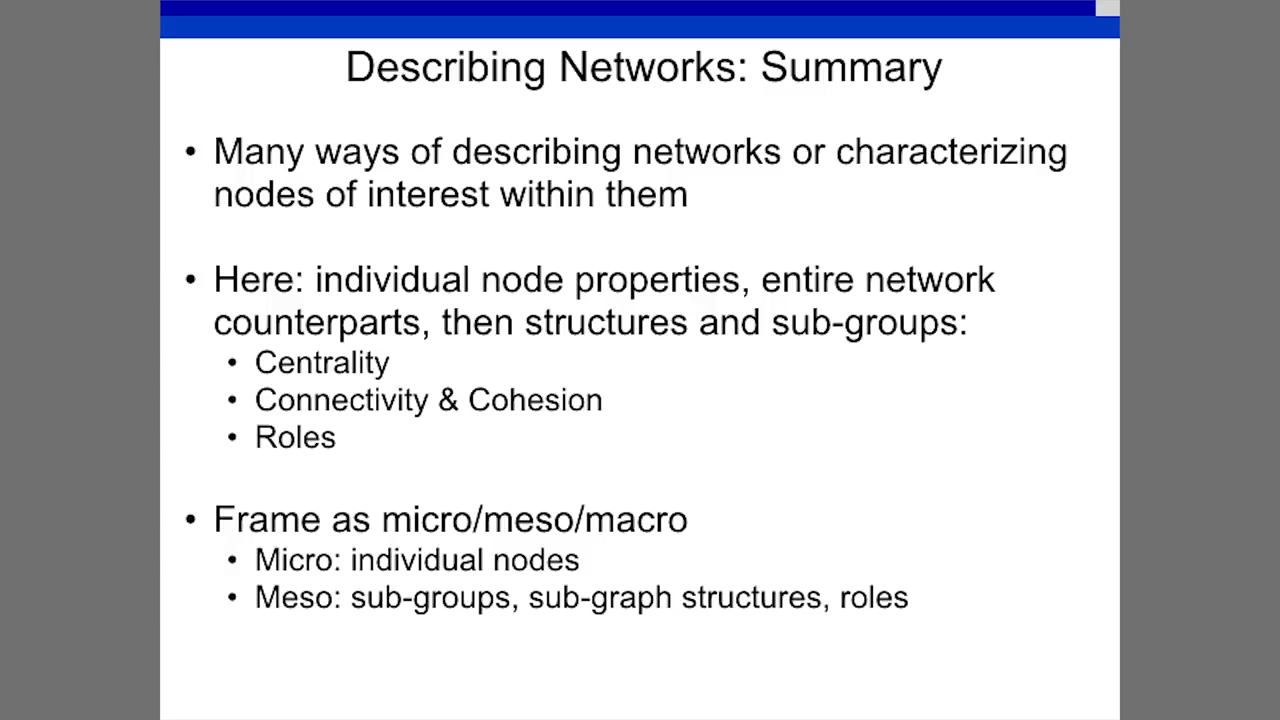 Describing Networks: Summary
• Many ways of describing networks or characterizing
nodes of interest within them
• Here: individual node properties, entire network
counterparts, then structures and sub-groups:
• Centrality
• Connectivity & Cohesion
• Roles
• Frame as micro/meso/macro
• Micro: individual nodes
• Meso: sub-groups, sub-graph structures, roles